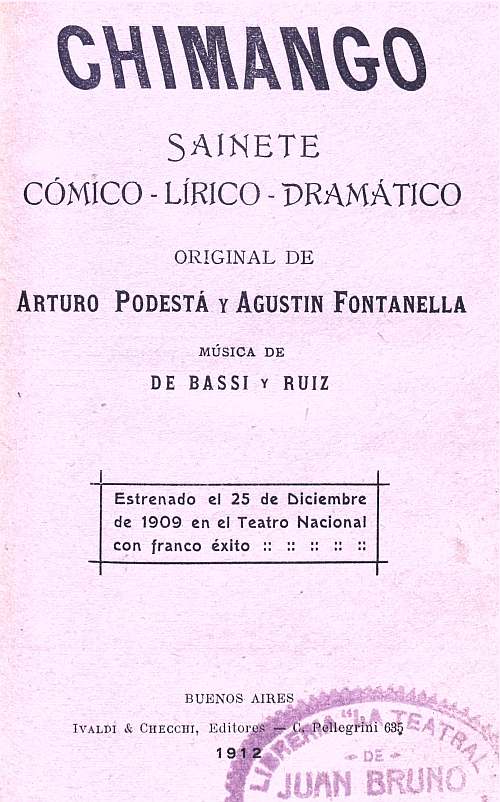 CHIMANGO
SAINETE
CÓMICO - LÍRICO - DRAMÁTICO
ORIGINAL DE
ARTURO PODESTÁ Y AGUSTIN FONTANELLA
MÚSICA DE
DE BASSI Y RUIZ
Estrenado el 25 de Diciembre
de 1909 en el Teatro Nacional
con franco éxito :: :: :: :: ::
BUENOS AIRES
IVALDI & CHECCHI, Editores — C. Pellegrini 635
1912
LIBRERIA "LA TEATRAL
- DE -
JUAN BRUNO